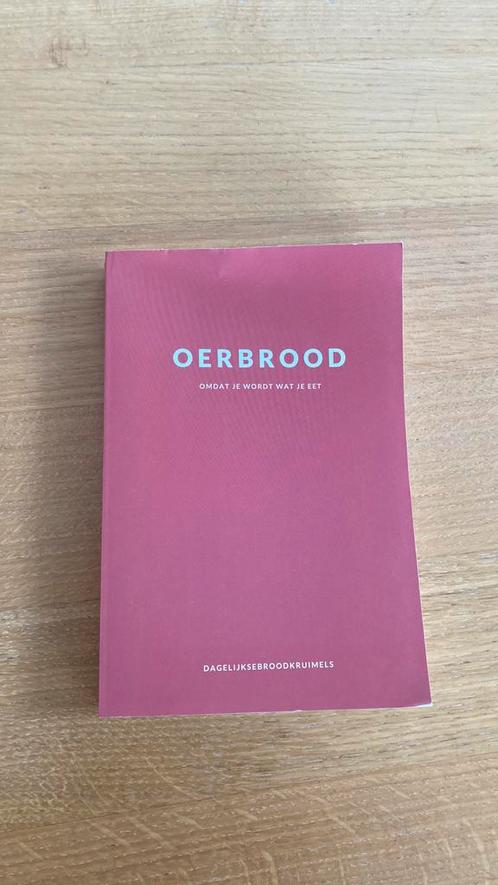 OERBROOD
OMDAT JE WORDT WAT JE EET
DAGELIJKSEBROODKRUIMELS